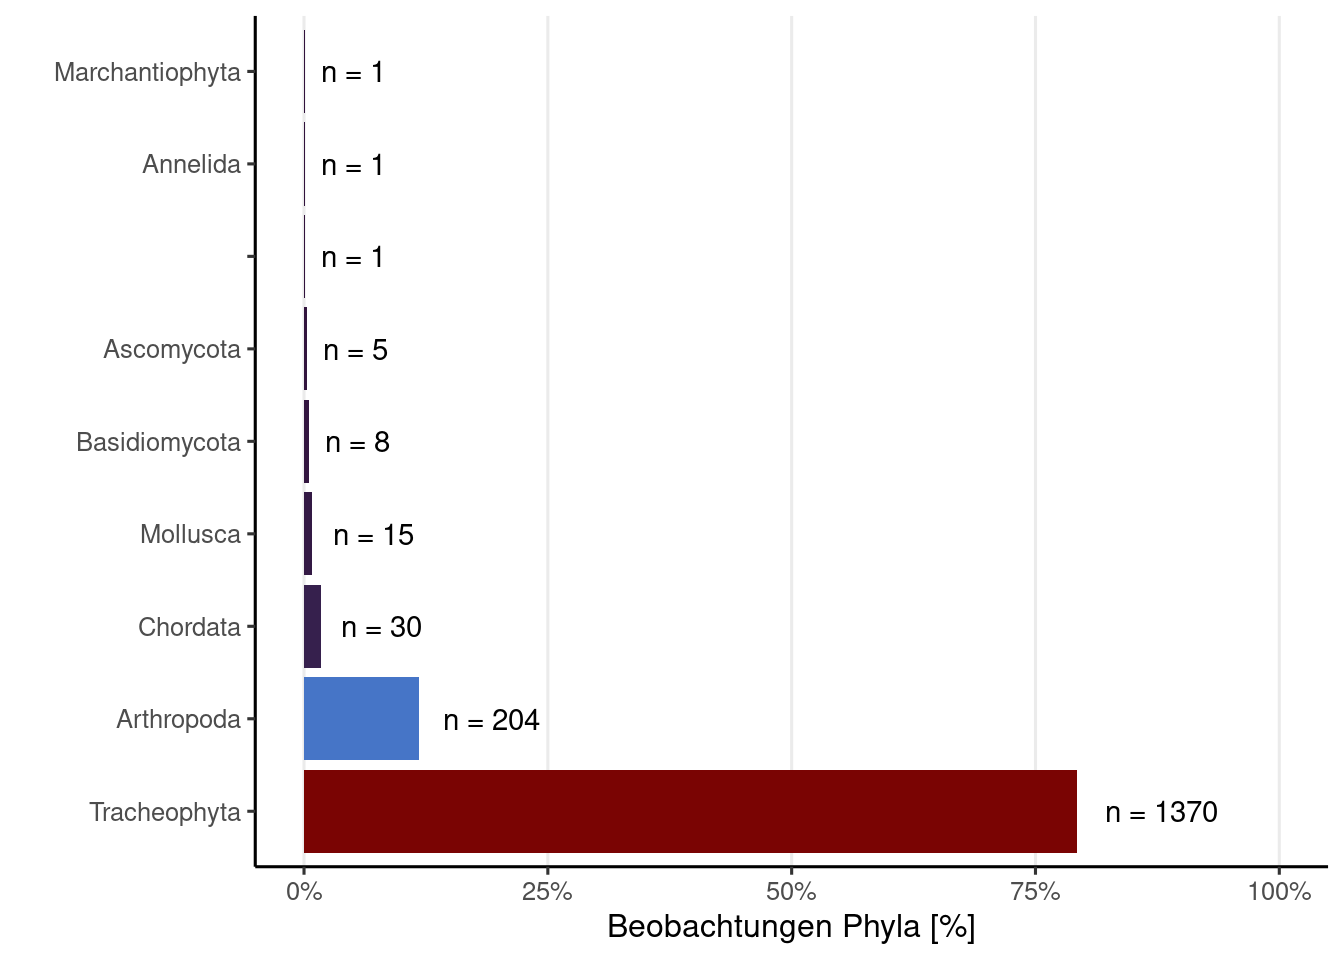 Marchantiophyta n = 1
Annelida n = 1
n = 1
Ascomycota n = 5
Basidiomycota n = 8
Mollusca n = 15
Chordata n = 30
Arthropoda n = 204
Tracheophyta n = 1370
0% 25% 50% 75% 100%
Beobachtungen Phyla [%]